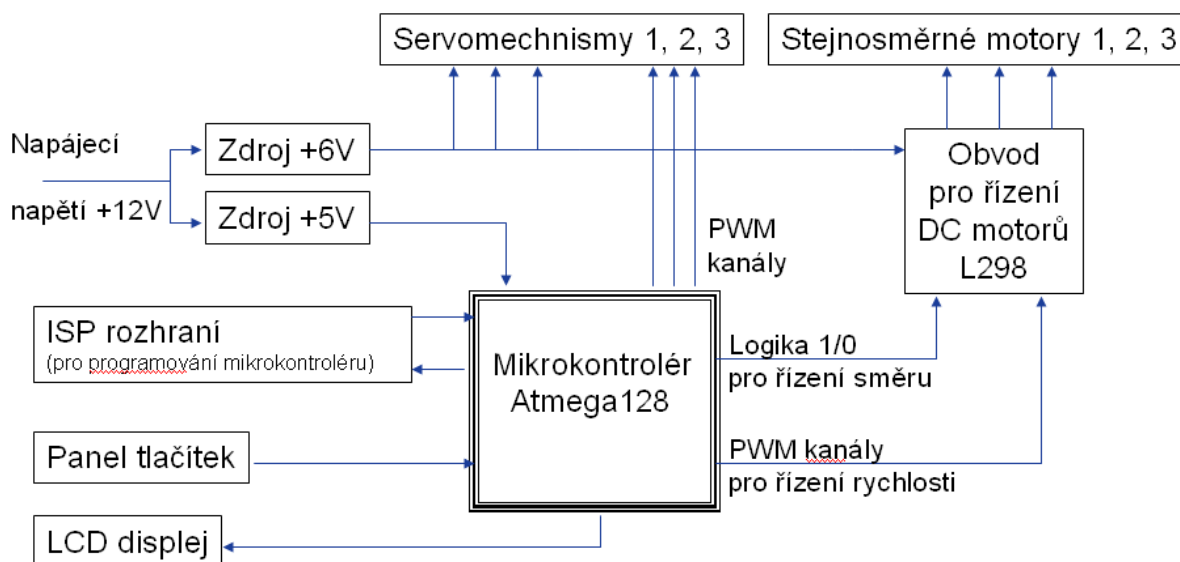 Servomechnismy 1, 2, 3
Stejnosměrné motory 1, 2, 3
Napájecí
napětí +12V
Zdroj +6V
Zdroj +5V
Obvod
pro řízení
DC motorů
L298
PWM
kanály
ISP rozhraní
(pro programování mikrokontroléru)
Mikrokontrolér
Atmega128
Logika 1/0
pro řízení směru
Panel tlačítek
PWM kanály
pro řízení rychlosti
LCD displej